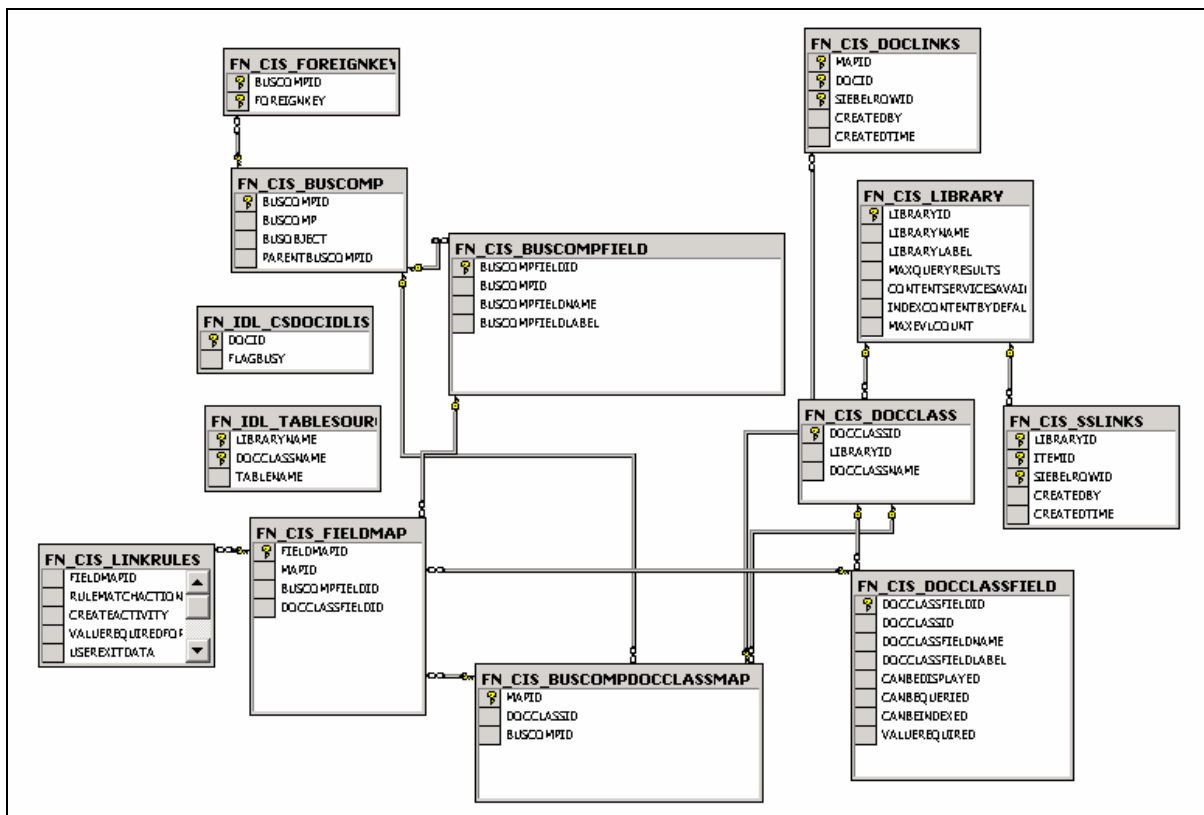 FN_CIS_FOREIGNKEY
BUSCOMPID
FOREIGNKEY
FN_CIS_DOCLINKS
MAPID
DOCID
SIEBELROWID
CREATEDBY
CREATEDTIME
FN_CIS_BUSCOMP
BUSCOMPID
BUSCOMP
BUSOBJECT
PARENTBUSCOMPID
FN_CIS_LIBRARY
LIBRARYID
LIBRARYNAME
LIBRARYLABEL
MAXQUERYRESULTS
CONTENTSERVICESAVAI
INDEXCONTENTBYDEFAL
MAXEVLCOUNT
FN_CIS_BUSCOMPFIELD
BUSCOMPFIELDID
BUSCOMPID
BUSCOMPFIELDNAME
BUSCOMPFIELDLABEL
FN_IDL_CSDOCIDLIS
DOCID
FLAGBUSY
FN_IDL_TABLESOUR
LIBRARYNAME
DOCCLASSNAME
TABLENAME
FN_CIS_DOCCLASS
DOCCLASSID
LIBRARYID
DOCCLASSNAME
FN_CIS_SSLINKS
LIBRARYID
ITEMID
SIEBELROWID
CREATEDBY
CREATEDTIME
FN_CIS_FIELDMAP
FIELDMAPID
MAPID
BUSCOMPFIELDID
DOCCLASSFIELDID
FN_CIS_LINKRULES
FIELDMAPID
RULEMATCHACTION
CREATEACTIVITY
VALUEREQUIREDFOR
USEREXITDATA
FN_CIS_DOCCLASSFIELD
DOCCLASSFIELDID
DOCCLASSID
DOCCLASSFIELDNAME
DOCCLASSFIELDLABEL
CANBEDISPLAYED
CANBEQUERIED
CANBEINDEXED
VALUEREQUIRED
FN_CIS_BUSCOMPDOCCLASSMAP
MAPID
DOCCLASSID
BUSCOMPID